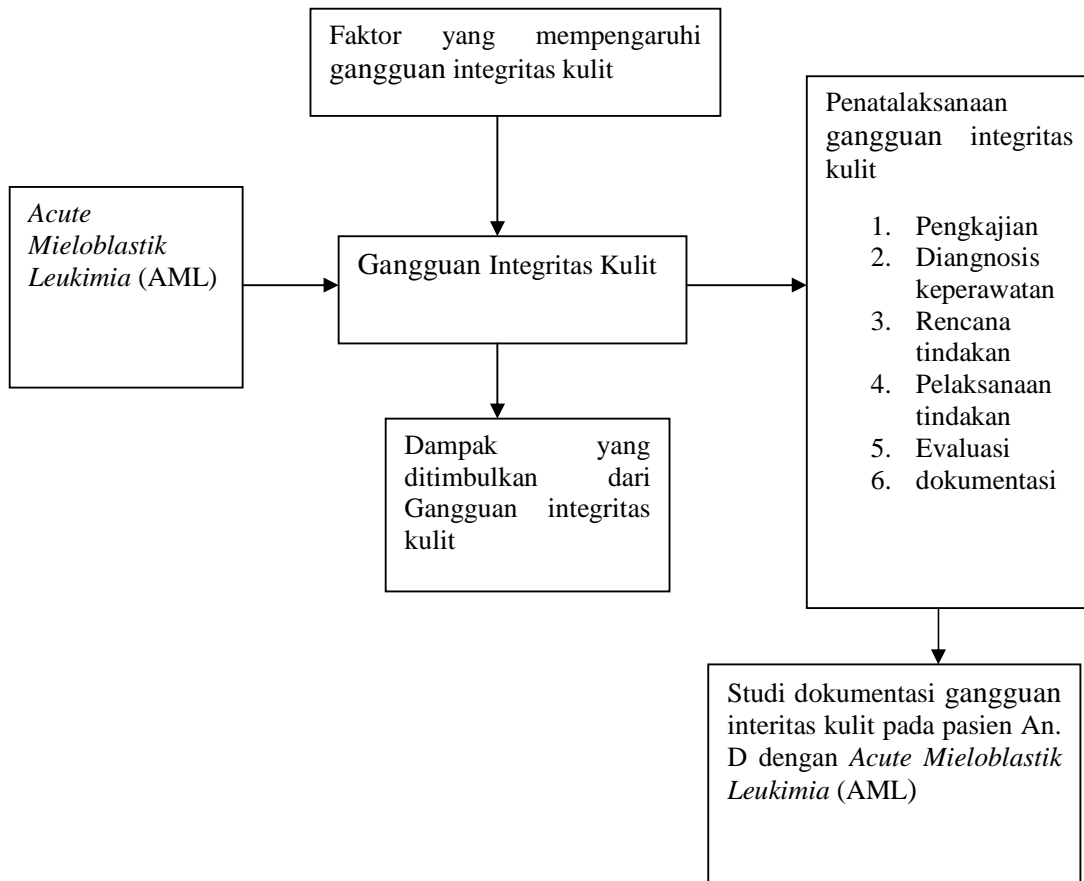 Faktor yang mempengaruhi
gangguan integritas kulit
Acute
Mieloblastik
Leukimia (AML)
Gangguan Integritas Kulit
Dampak yang
ditimbulkan dari
Gangguan integritas
kulit
Penatalaksanaan
gangguan integritas
kulit
1. Pengkajian
2. Diangnosis
keperawatan
3. Rencana
tindakan
4. Pelaksanaan
tindakan
5. Evaluasi
6. dokumentasi
Studi dokumentasi gangguan
interitas kulit pada pasien An.
D dengan Acute Mieloblastik
Leukimia (AML)